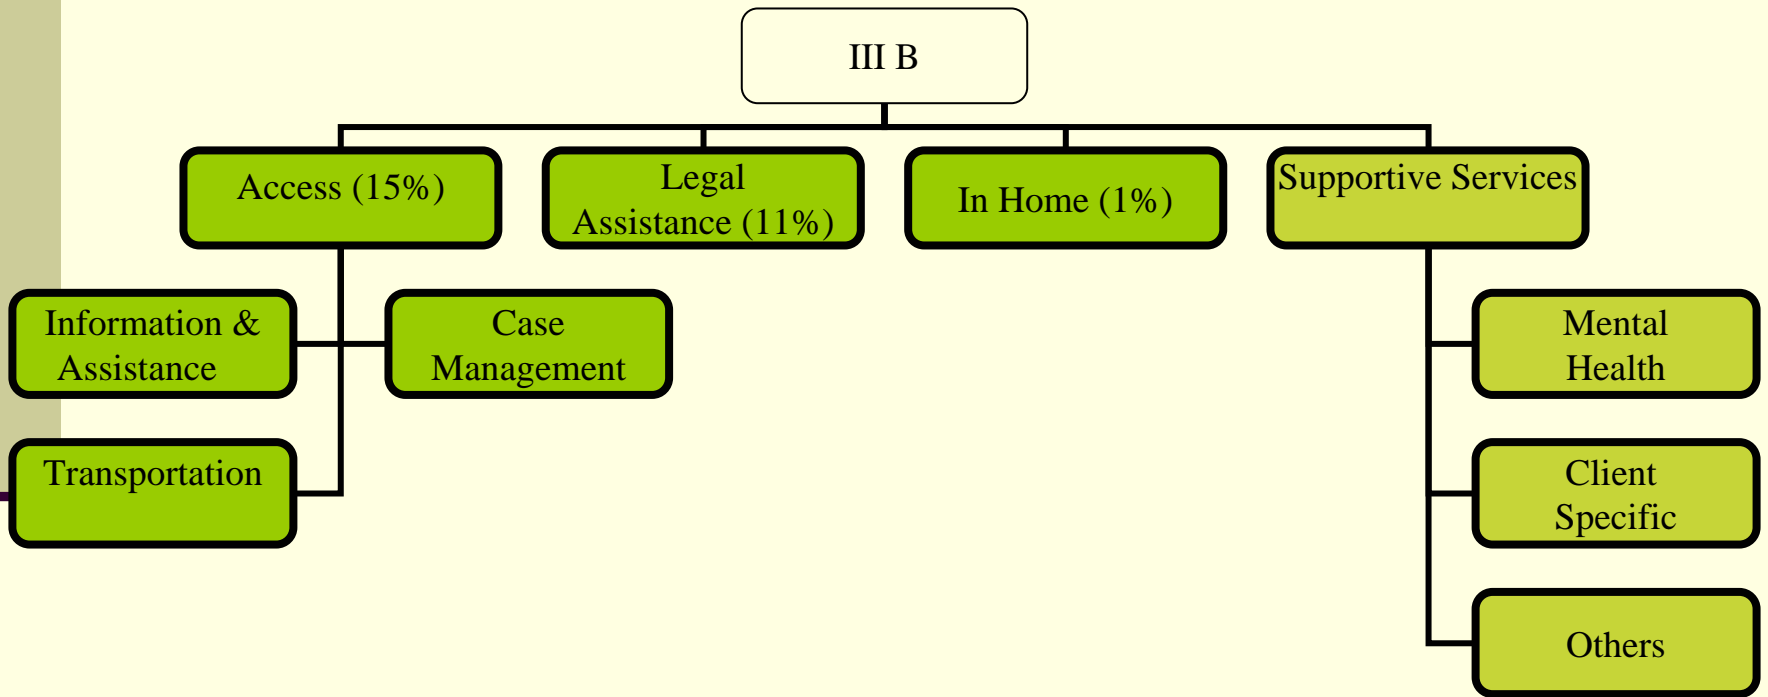 III B
Access (15%)
Legal
Assistance (11%)
In Home (1%)
Supportive Services
Information &
Assistance
Case
Management
Mental
Health
Transportation
Client
Specific
Others